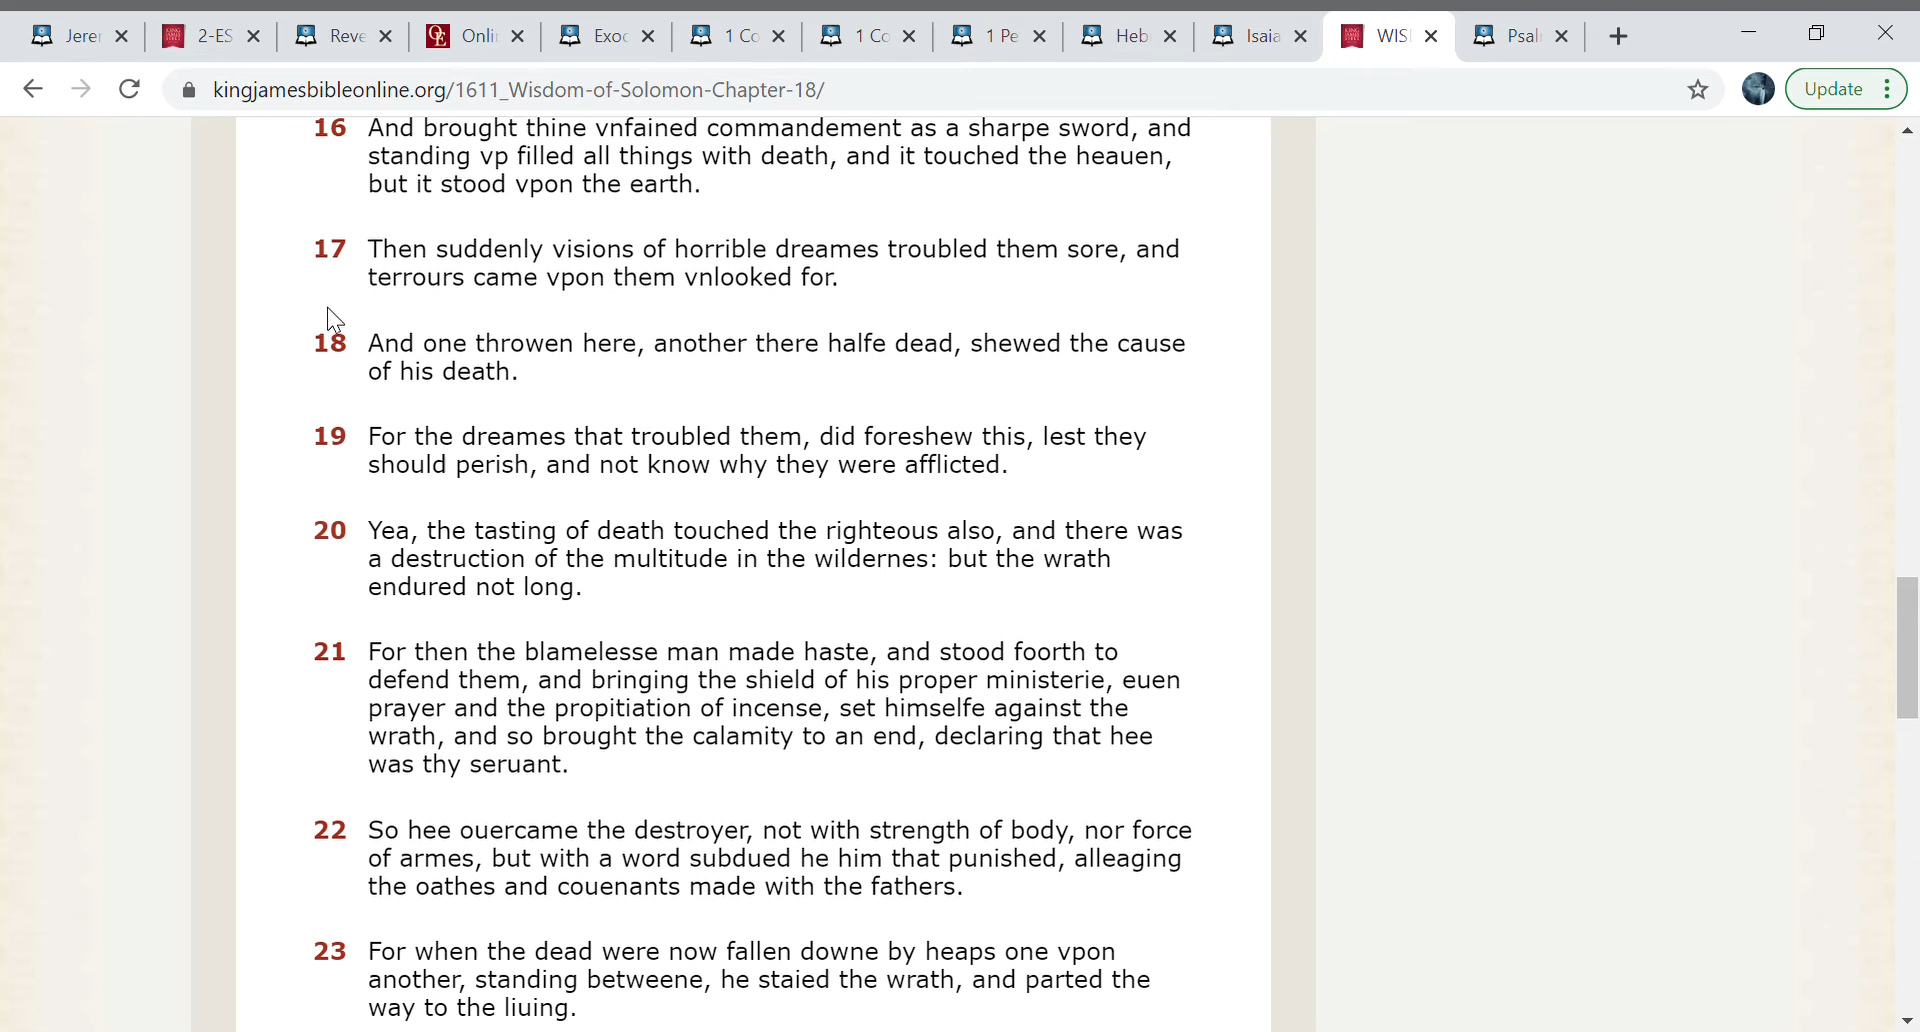 Jerer
2-ES
Reve
OE
Onli
Exoc
1 Co
1 Co
1 Pe
Heb
Isaia
WIS
Psal
kingjamesbibleonline.org/1611_Wisdom-of-Solomon-Chapter-18/
Update
16 And brought thine vnfained commandement as a sharpe sword, and
standing vp filled all things with death, and it touched the heauen,
but it stood vpon the earth.
17 Then suddenly visions of horrible dreames troubled them sore, and
terrours came vpon them vnlooked for.
18 And one throwen here, another there halfe dead, shewed the cause
of his death.
19 For the dreames that troubled them, did foreshew this, lest they
should perish, and not know why they were afflicted.
20 Yea, the tasting of death touched the righteous also, and there was
a destruction of the multitude in the wildernes: but the wrath
endured not long.
21 For then the blamelesse man made haste, and stood foorth to
defend them, and bringing the shield of his proper ministerie, euen
prayer and the propitiation of incense, set himselfe against the
wrath, and so brought the calamity to an end, declaring that hee
was thy seruant.
22 So hee ouercame the destroyer, not with strength of body, nor force
of armes, but with a word subdued he him that punished, alleaging
the oathes and couenants made with the fathers.
23 For when the dead were now fallen downe by heaps one vpon
another, standing betweene, he staied the wrath, and parted the
way to the liuing.